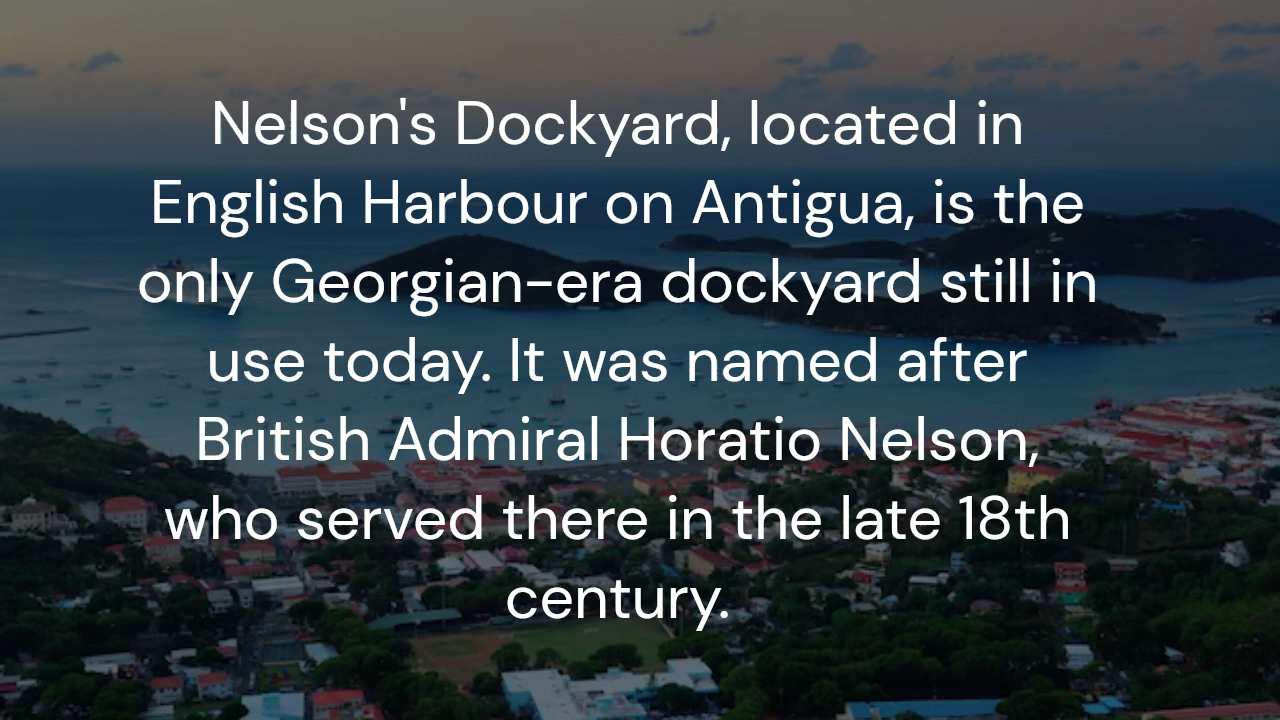 Nelson's Dockyard, located in
English Harbour on Antigua, is the
only Georgian-era dockyard still in
use today. It was named after
British Admiral Horatio Nelson,
who served there in the late 18th
century.